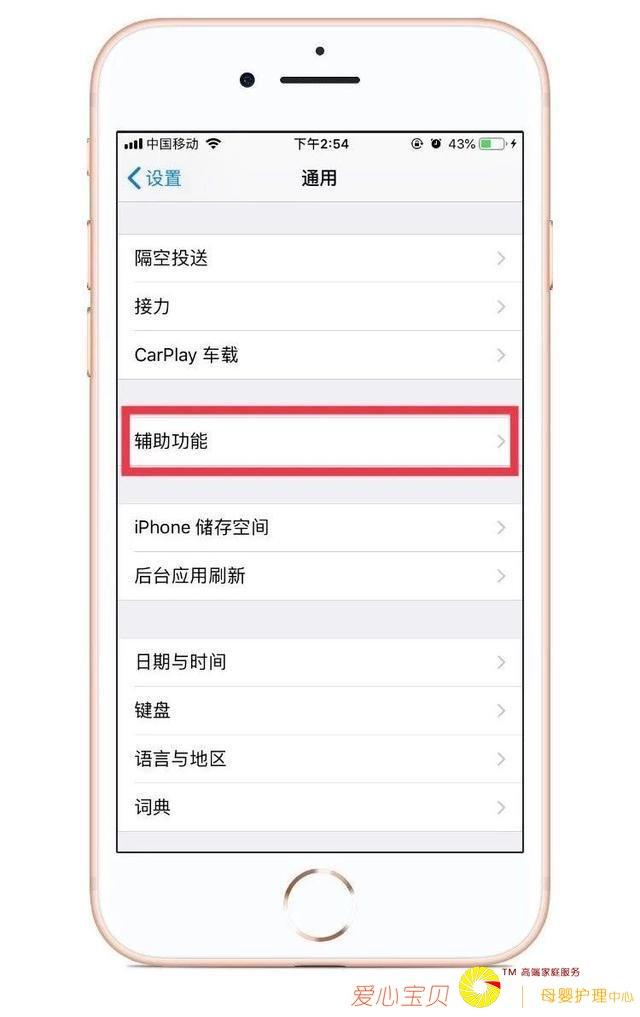 中国移动 下午2:54 43%
设置 通用
隔空投送
接力
CarPlay 车载
辅助功能
iPhone 储存空间
后台应用刷新
日期与时间
键盘
语言与地区
词典
爱心宝贝 TM 高端家庭服务
母婴护理中心